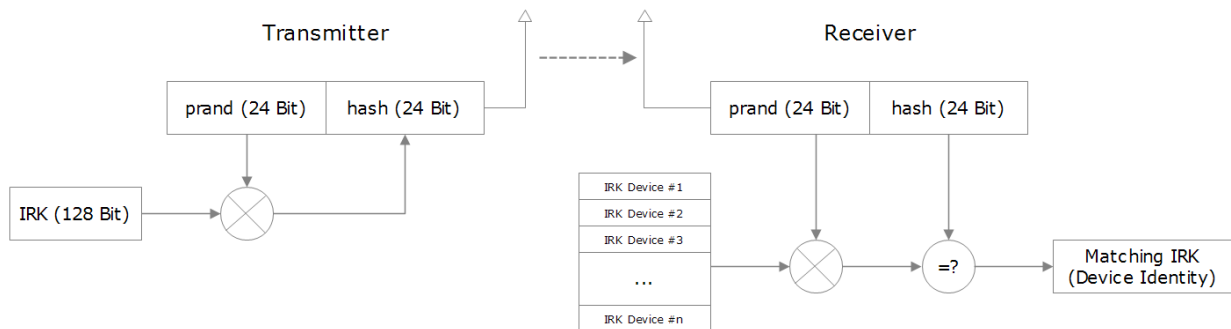 Transmitter
prand (24 Bit)
hash (24 Bit)
IRK (128 Bit)
Receiver
prand (24 Bit)
hash (24 Bit)
IRK Device #1
IRK Device #2
IRK Device #3
...
IRK Device #n
=?
Matching IRK
(Device Identity)